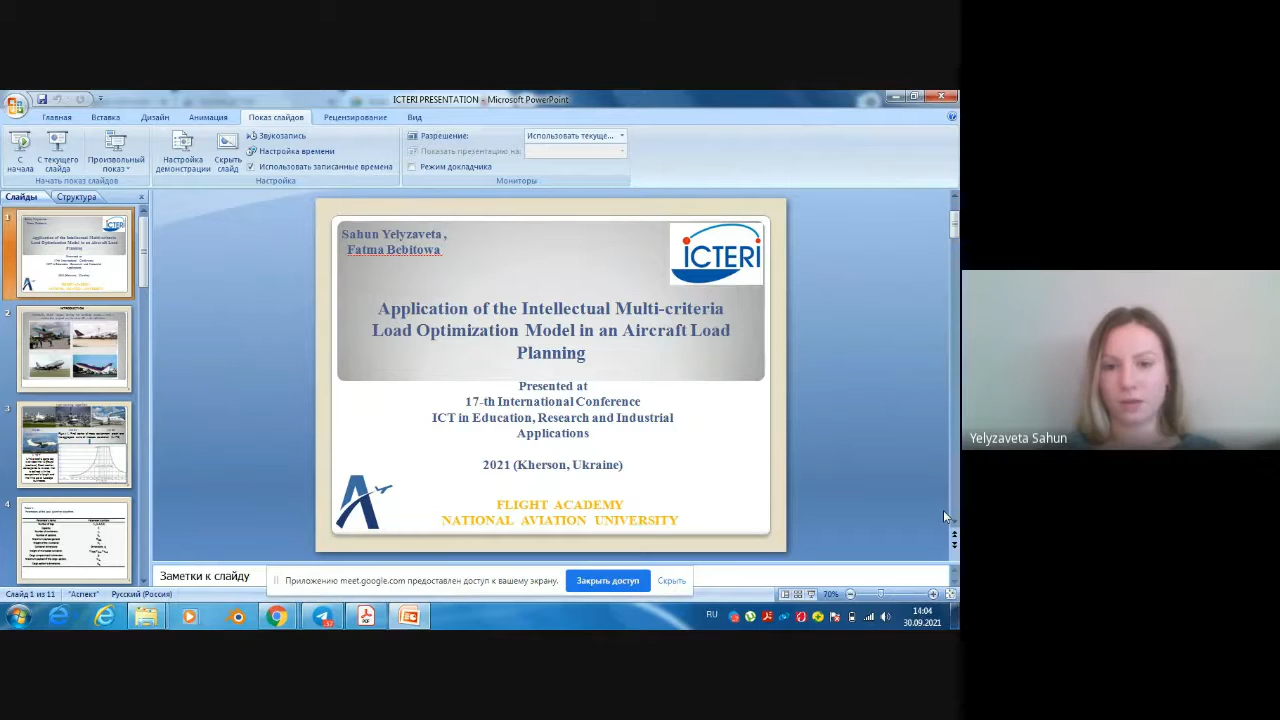 ICTERI PRESENTATION - Microsoft PowerPoint
Главная Вставка Дизайн Анимация Показ слайдов Рецензирование Вид
С начала
С текущего слайда
Произвольный показ
Начать показ слайдов
Настройка демонстрации
Скрыть слайд
Звукозапись
Настройка времени
Использовать записанные времена
Настройка
Разрешение: Использовать текуще...
Показать презентацию на:
Режим докладчика
Мониторы
Слайды Структура
1
2
3
4
Sahun Yelyzaveta,
Fatma Bebitowa
ICTERI
Application of the Intellectual Multi-criteria
Load Optimization Model in an Aircraft Load
Planning
Presented at
17-th International Conference
ICT in Education, Research and Industrial
Applications
2021 (Kherson, Ukraine)
FLIGHT ACADEMY
NATIONAL AVIATION UNIVERSITY
Заметки к слайду
Приложению meet.google.com предоставлен доступ к вашему экрану. Закрыть доступ Скрыть
Слайд 1 из 11 "Аспект" Русский (Россия) 70%
RU
14:04
30.09.2021
Yelyzaveta Sahun